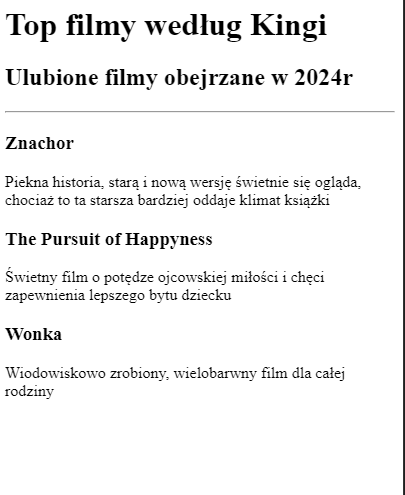 Top filmy według Kingi
Ulubione filmy obejrzane w 2024r
Znachor
Piekna historia, starą i nową wersję świetnie się ogląda,
chociaż to ta starsza bardziej oddaje klimat książki
The Pursuit of Happyness
Świetny film o potędze ojcowskiej miłości i chęci
zapewnienia lepszego bytu dziecku
Wonka
Wiodowiskowo zrobiony, wielobarwny film dla całej
rodziny